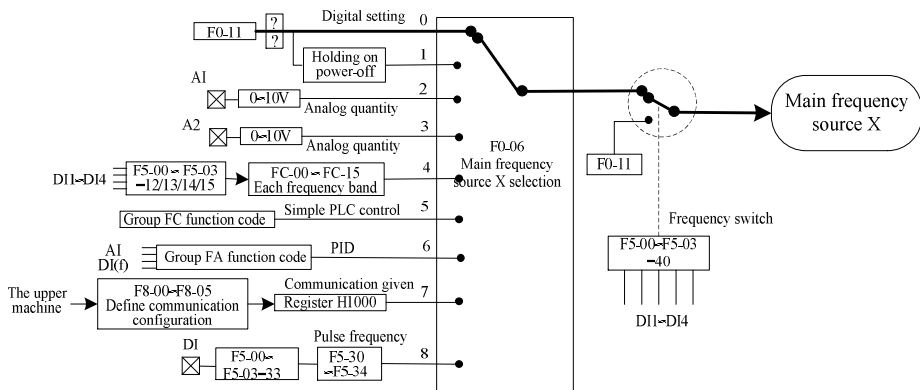 Digital setting 0
F0-11
?
?
Holding on
power-off
1
AI
0~10V
Analog quantity
2
A2
0~10V
Analog quantity
3
DI1~DI4
F5-00~F5-03
-12/13/14/15
FC-00~FC-15
Each frequency band
4
Group FC function code
Simple PLC control
5
AI
DI(f)
Group FA function code
PID
6
The upper
machine
F8-00~F8-05
Define communication
configuration
Communication given
Register H1000
7
DI
F5-00~
F5-03-33
Pulse frequency
F5-30
~F5-34
8
F0-06
Main frequency
source X selection
F0-11
Frequency switch
F5-00~F5-03
-40
DI1~DI4
Main frequency
source X